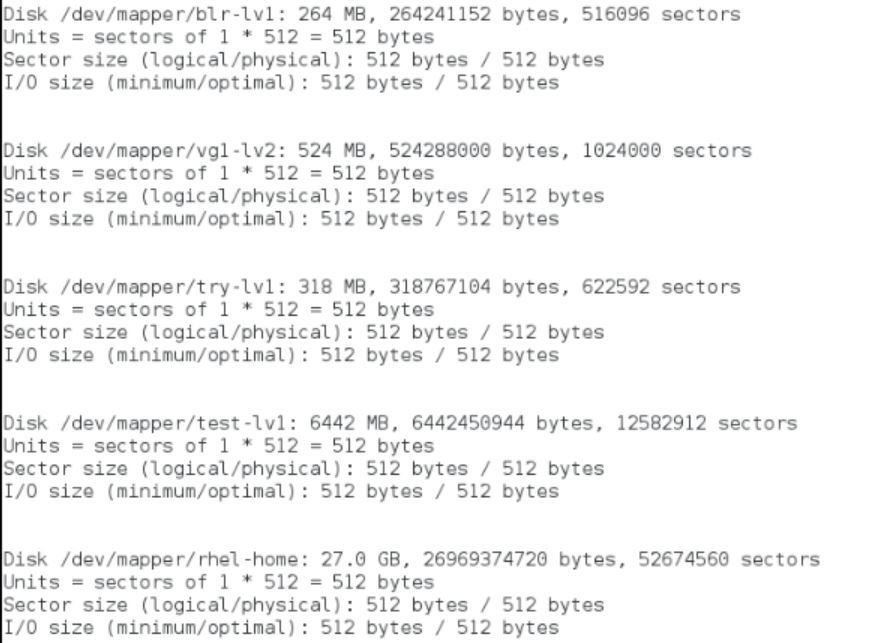 Disk /dev/mapper/blr-lv1: 264 MB, 264241152 bytes, 516096 sectors
Units = sectors of 1 * 512 = 512 bytes
Sector size (logical/physical): 512 bytes / 512 bytes
I/O size (minimum/optimal): 512 bytes / 512 bytes
Disk /dev/mapper/vg1-lv2: 524 MB, 524288000 bytes, 1024000 sectors
Units = sectors of 1 * 512 = 512 bytes
Sector size (logical/physical): 512 bytes / 512 bytes
I/O size (minimum/optimal): 512 bytes / 512 bytes
Disk /dev/mapper/try-lv1: 318 MB, 318767104 bytes, 622592 sectors
Units = sectors of 1 * 512 = 512 bytes
Sector size (logical/physical): 512 bytes / 512 bytes
I/O size (minimum/optimal): 512 bytes / 512 bytes
Disk /dev/mapper/test-lv1: 6442 MB, 6442450944 bytes, 12582912 sectors
Units = sectors of 1 * 512 = 512 bytes
Sector size (logical/physical): 512 bytes / 512 bytes
I/O size (minimum/optimal): 512 bytes / 512 bytes
Disk /dev/mapper/rhel-home: 27.0 GB, 26969374720 bytes, 52674560 sectors
Units = sectors of 1 * 512 = 512 bytes
Sector size (logical/physical): 512 bytes / 512 bytes
I/O size (minimum/optimal): 512 bytes / 512 bytes